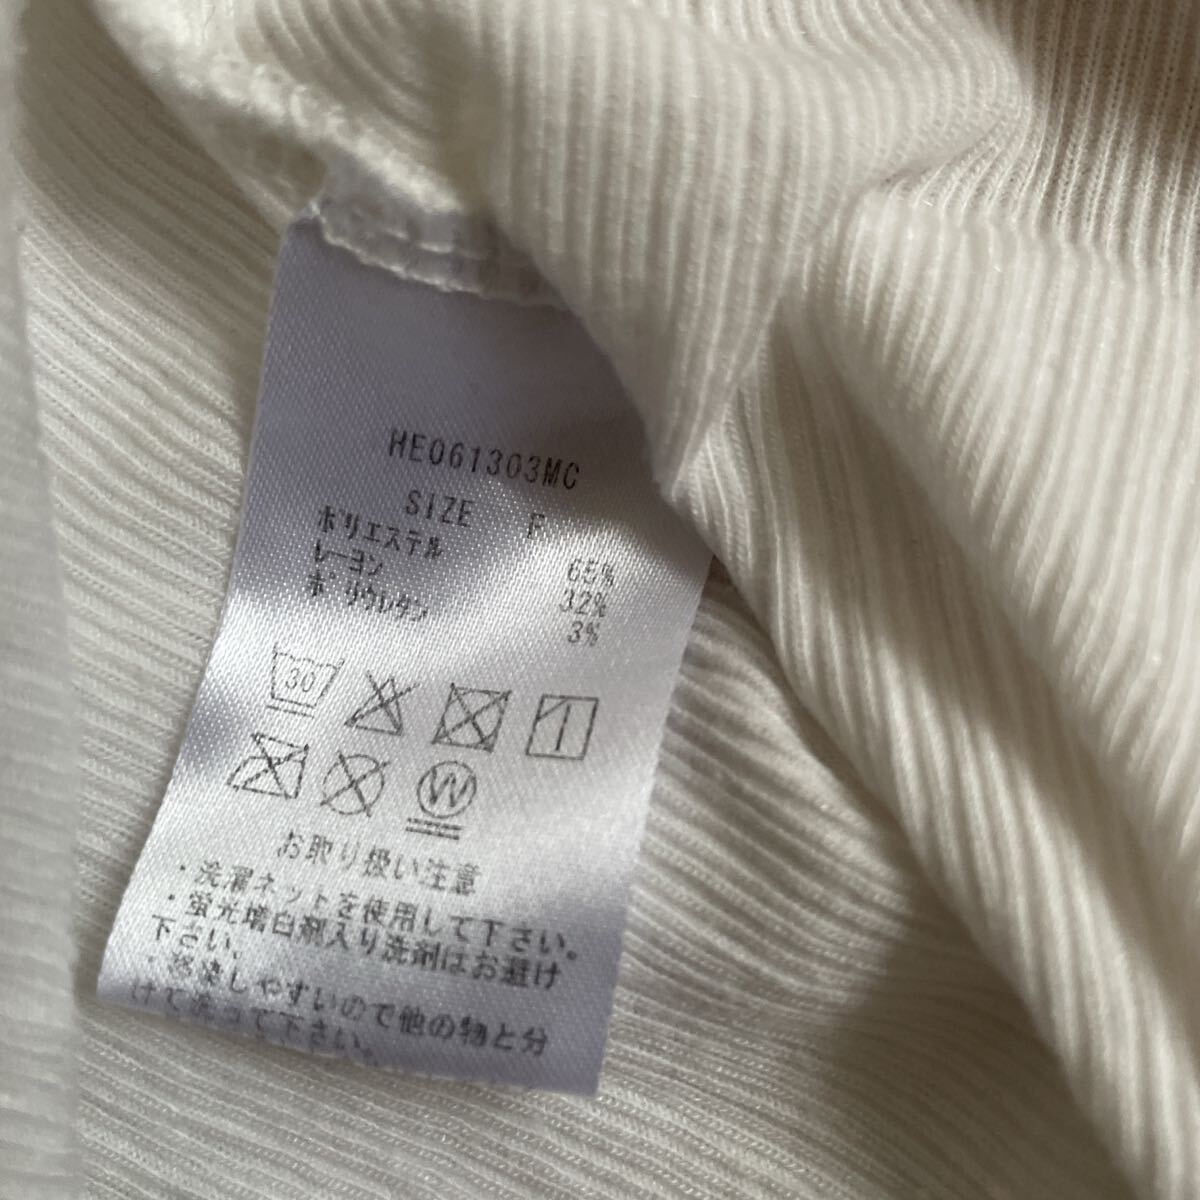 HE061303MC
SIZE F
ポリエステル 65%
レーヨン 32%
ポリウレタン 3%
30
W
お取り扱い注意
・洗濯ネットを使用して下さい。
・蛍光増白剤入り洗剤はお避け
下さい。
・移染しやすいので他の物と分
けて洗って下さい。